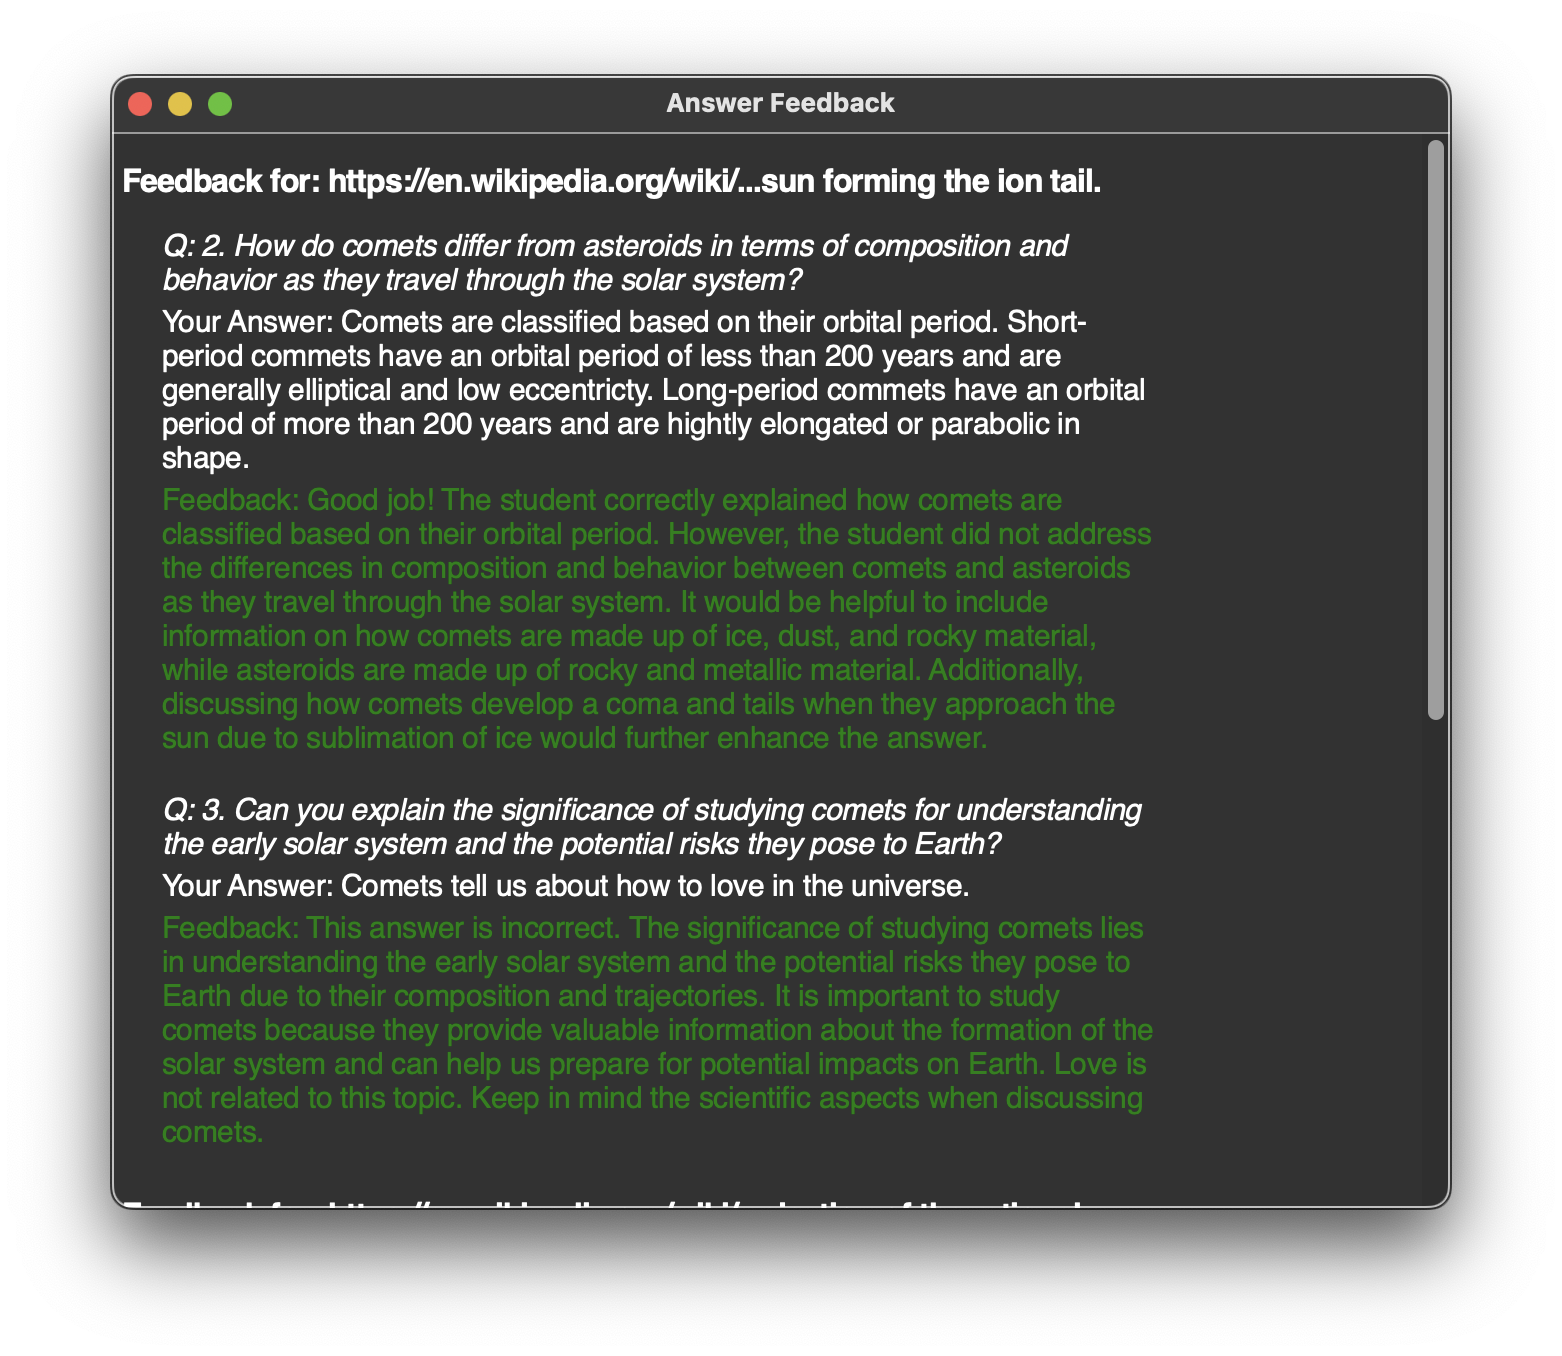 Answer Feedback
Feedback for: https://en.wikipedia.org/wiki/...sun forming the ion tail.
Q: 2. How do comets differ from asteroids in terms of composition and
behavior as they travel through the solar system?
Your Answer: Comets are classified based on their orbital period. Short-
period commets have an orbital period of less than 200 years and are
generally elliptical and low eccentricty. Long-period commets have an orbital
period of more than 200 years and are hightly elongated or parabolic in
shape.
Feedback: Good job! The student correctly explained how comets are
classified based on their orbital period. However, the student did not address
the differences in composition and behavior between comets and asteroids
as they travel through the solar system. It would be helpful to include
information on how comets are made up of ice, dust, and rocky material,
while asteroids are made up of rocky and metallic material. Additionally,
discussing how comets develop a coma and tails when they approach the
sun due to sublimation of ice would further enhance the answer.
Q: 3. Can you explain the significance of studying comets for understanding
the early solar system and the potential risks they pose to Earth?
Your Answer: Comets tell us about how to love in the universe.
Feedback: This answer is incorrect. The significance of studying comets lies
in understanding the early solar system and the potential risks they pose to
Earth due to their composition and trajectories. It is important to study
comets because they provide valuable information about the formation of the
solar system and can help us prepare for potential impacts on Earth. Love is
not related to this topic. Keep in mind the scientific aspects when discussing
comets.